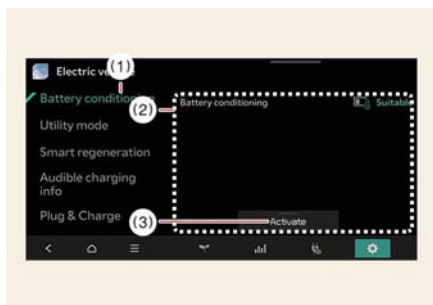 Electric ve
(1)
Battery conditioning
(2)
Battery conditioning
Suitable
Utility mode
Smart regeneration
Audible charging
info
Plug & Charge
(3)
Activate